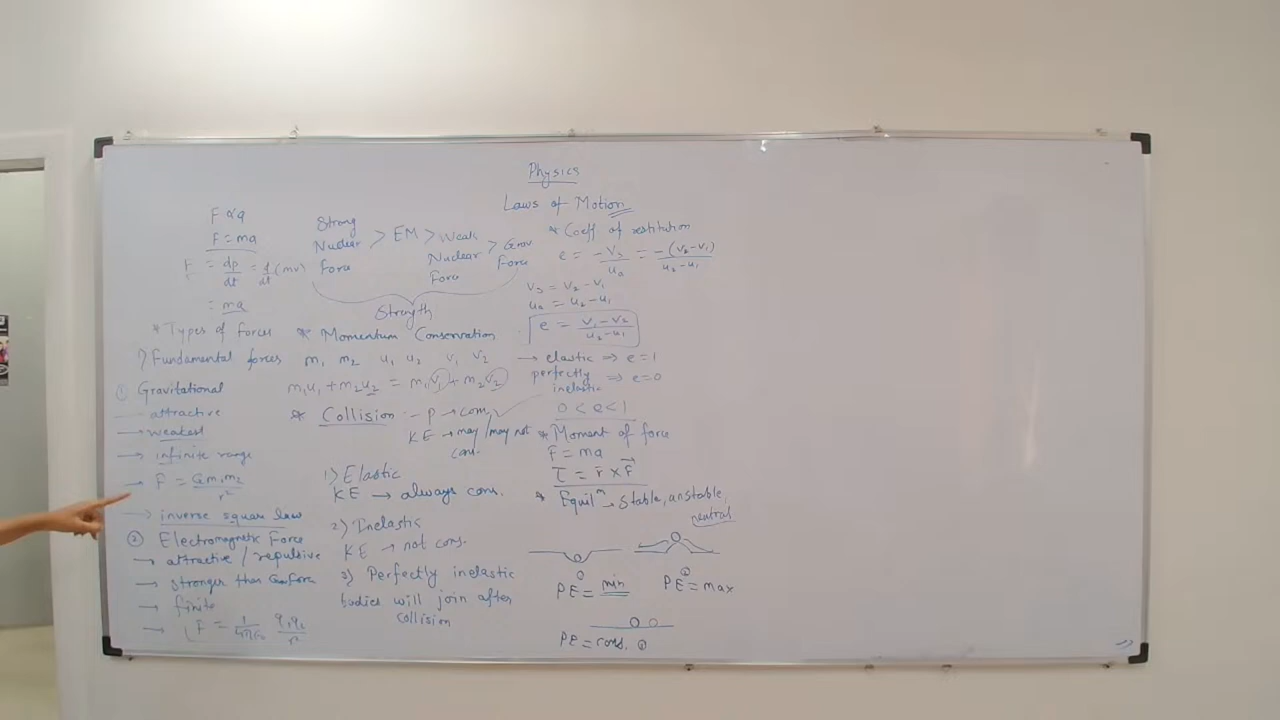 Physics
Laws of Motion
F ∝ a
F = ma
F = dp/dt = d/dt (mv)
= ma
Strong Nuclear Force > EM > Weak Nuclear Force > Grav Force
Strength
* Types of forces
1) Fundamental forces
① Gravitational
→ attractive
→ weakest
→ infinite range
→ F = Gm1m2/r²
→ inverse square law
② Electromagnetic Force
→ attractive / repulsive
→ stronger than G force
→ finite
→ F = 1/4πε0 q1q2/r²
* Momentum Conservation
m1 m2 u1 u2 v1 v2
m1u1 + m2u2 = m1v1 + m2v2
* Collision - P → cons.
KE → may / may not
cons.
1) Elastic
KE → always cons.
2) Inelastic
KE → not cons.
3) Perfectly inelastic
bodies will join after
collision
* Coeff of restitution
e = -vs/ua = -(v2-v1)/u2-u1
vs = v2-v1
ua = u2-u1
e = v1-v2/u2-u1
→ elastic ⇒ e=1
perfectly
inelastic ⇒ e=0
0 < e < 1
* Moment of force
F = ma
τ = r × F
* Equilᵐ → stable, unstable,
neutral
PE = min
PE = max
PE = cons.